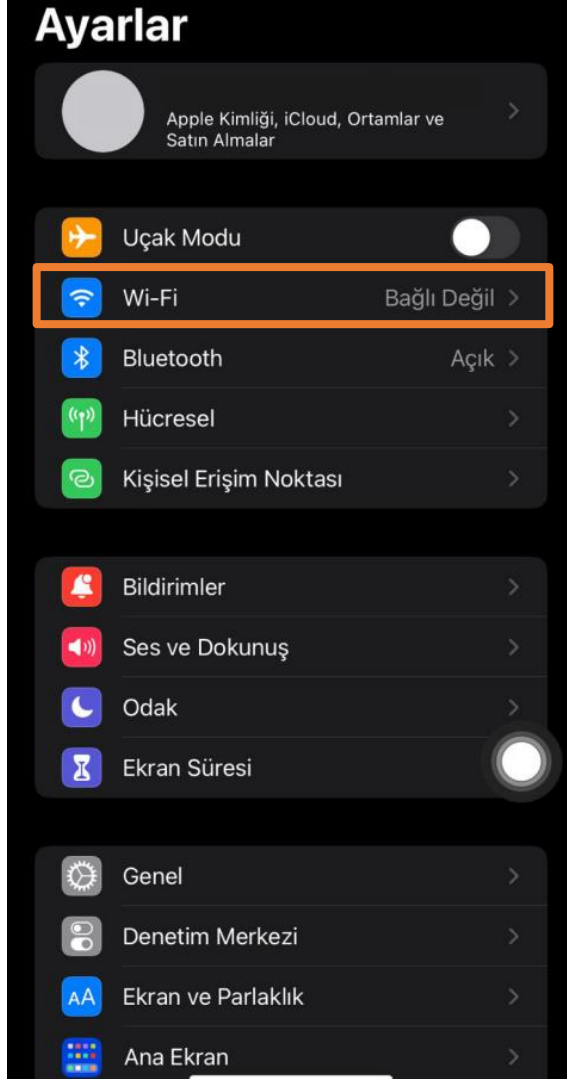 Ayarlar
Apple Kimliği, iCloud, Ortamlar ve
Satın Almalar
Uçak Modu
Wi-Fi Bağlı Değil
Bluetooth Açık
Hücresel
Kişisel Erişim Noktası
Bildirimler
Ses ve Dokunuş
Odak
Ekran Süresi
Genel
Denetim Merkezi
AA Ekran ve Parlaklık
Ana Ekran